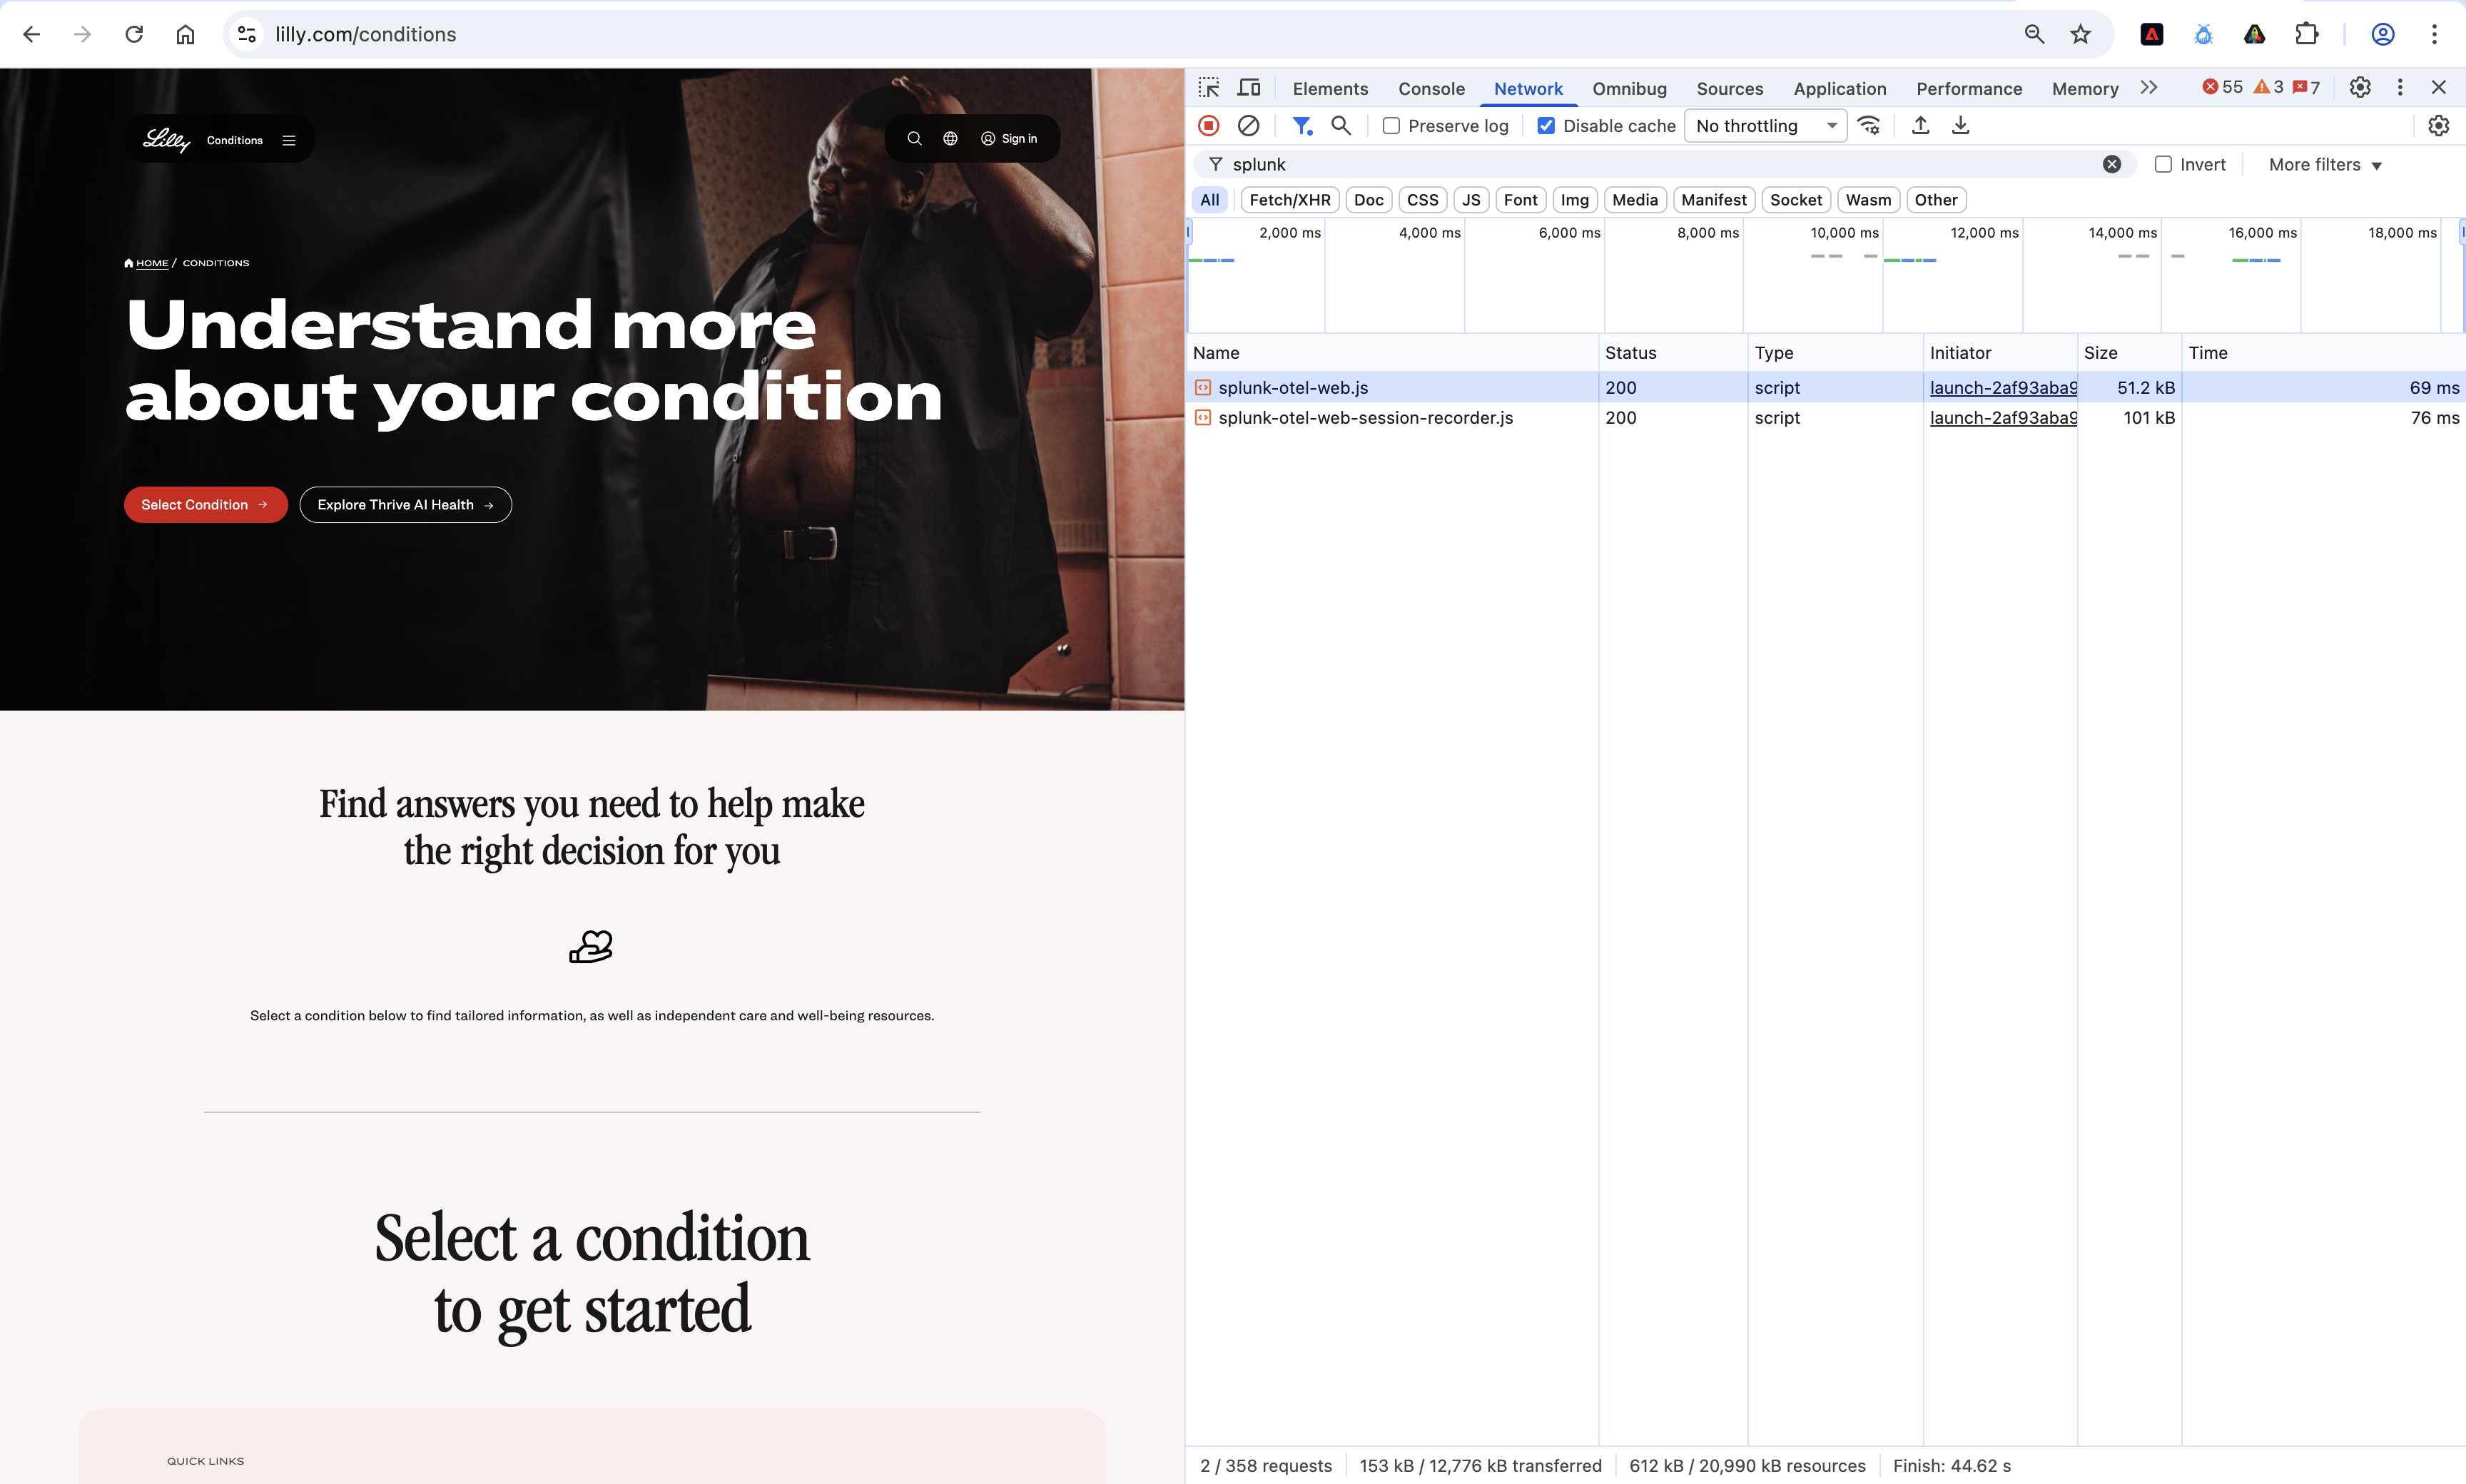 lilly.com/conditions
Lilly
Conditions
Sign in
HOME / CONDITIONS
Understand more
about your condition
Select Condition →
Explore Thrive AI Health →
Find answers you need to help make
the right decision for you
Select a condition below to find tailored information, as well as independent care and well-being resources.
Select a condition
to get started
QUICK LINKS
Elements Console Network Omnibug Sources Application Performance Memory 55 3 7
Preserve log Disable cache No throttling
splunk Invert More filters
All Fetch/XHR Doc CSS JS Font Img Media Manifest Socket Wasm Other
2,000 ms 4,000 ms 6,000 ms 8,000 ms 10,000 ms 12,000 ms 14,000 ms 16,000 ms 18,000 ms
Name Status Type Initiator Size Time
splunk-otel-web.js 200 script launch-2af93aba9 51.2 kB 69 ms
splunk-otel-web-session-recorder.js 200 script launch-2af93aba9 101 kB 76 ms
2 / 358 requests 153 kB / 12,776 kB transferred 612 kB / 20,990 kB resources Finish: 44.62 s